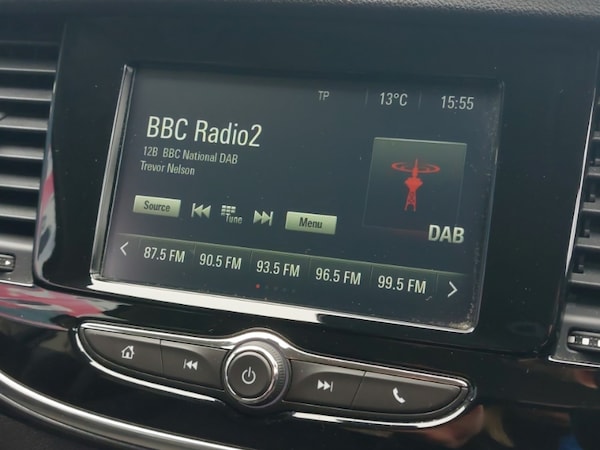 TP 13°C 15:55
BBC Radio2
12B BBC National DAB
Trevor Nelson
DAB
Source Tune Menu
87.5 FM 90.5 FM 93.5 FM 96.5 FM 99.5 FM